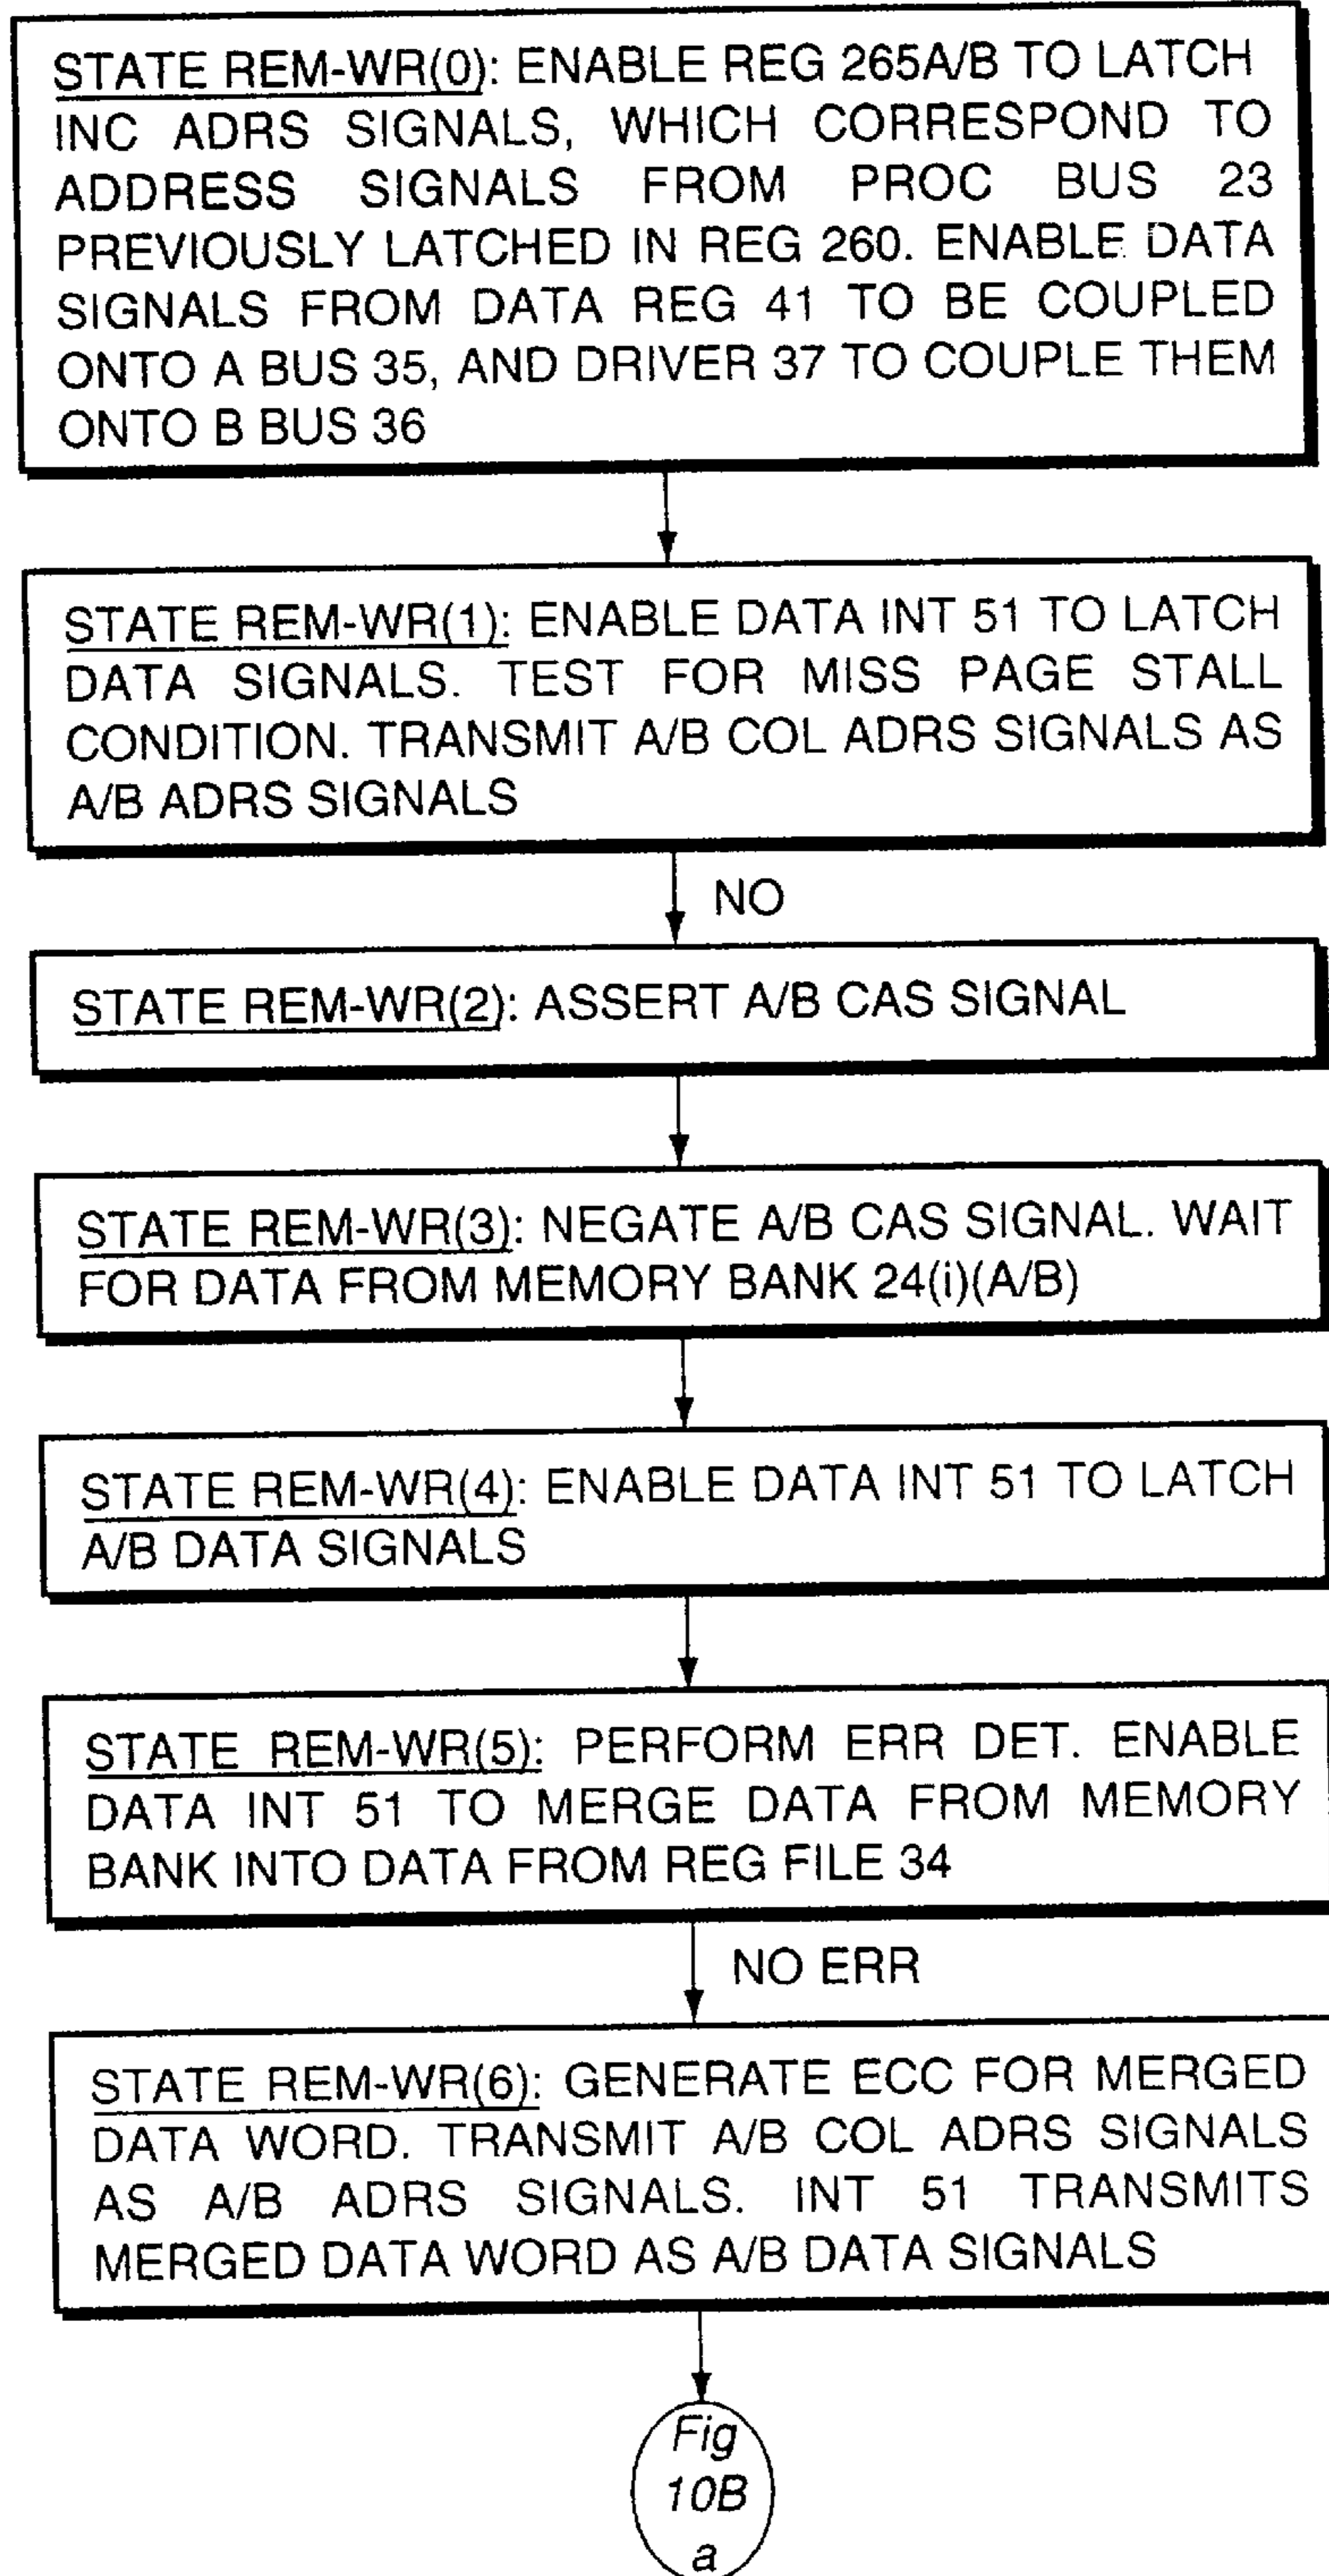 STATE REM-WR(0): ENABLE REG 265A/B TO LATCH
INC ADRS SIGNALS, WHICH CORRESPOND TO
ADDRESS SIGNALS FROM PROC BUS 23
PREVIOUSLY LATCHED IN REG 260. ENABLE DATA
SIGNALS FROM DATA REG 41 TO BE COUPLED
ONTO A BUS 35, AND DRIVER 37 TO COUPLE THEM
ONTO B BUS 36
STATE REM-WR(1): ENABLE DATA INT 51 TO LATCH
DATA SIGNALS. TEST FOR MISS PAGE STALL
CONDITION. TRANSMIT A/B COL ADRS SIGNALS AS
A/B ADRS SIGNALS
NO
STATE REM-WR(2): ASSERT A/B CAS SIGNAL
STATE REM-WR(3): NEGATE A/B CAS SIGNAL. WAIT
FOR DATA FROM MEMORY BANK 24(i)(A/B)
STATE REM-WR(4): ENABLE DATA INT 51 TO LATCH
A/B DATA SIGNALS
STATE REM-WR(5): PERFORM ERR DET. ENABLE
DATA INT 51 TO MERGE DATA FROM MEMORY
BANK INTO DATA FROM REG FILE 34
NO ERR
STATE REM-WR(6): GENERATE ECC FOR MERGED
DATA WORD. TRANSMIT A/B COL ADRS SIGNALS
AS A/B ADRS SIGNALS. INT 51 TRANSMITS
MERGED DATA WORD AS A/B DATA SIGNALS
Fig
10B
a